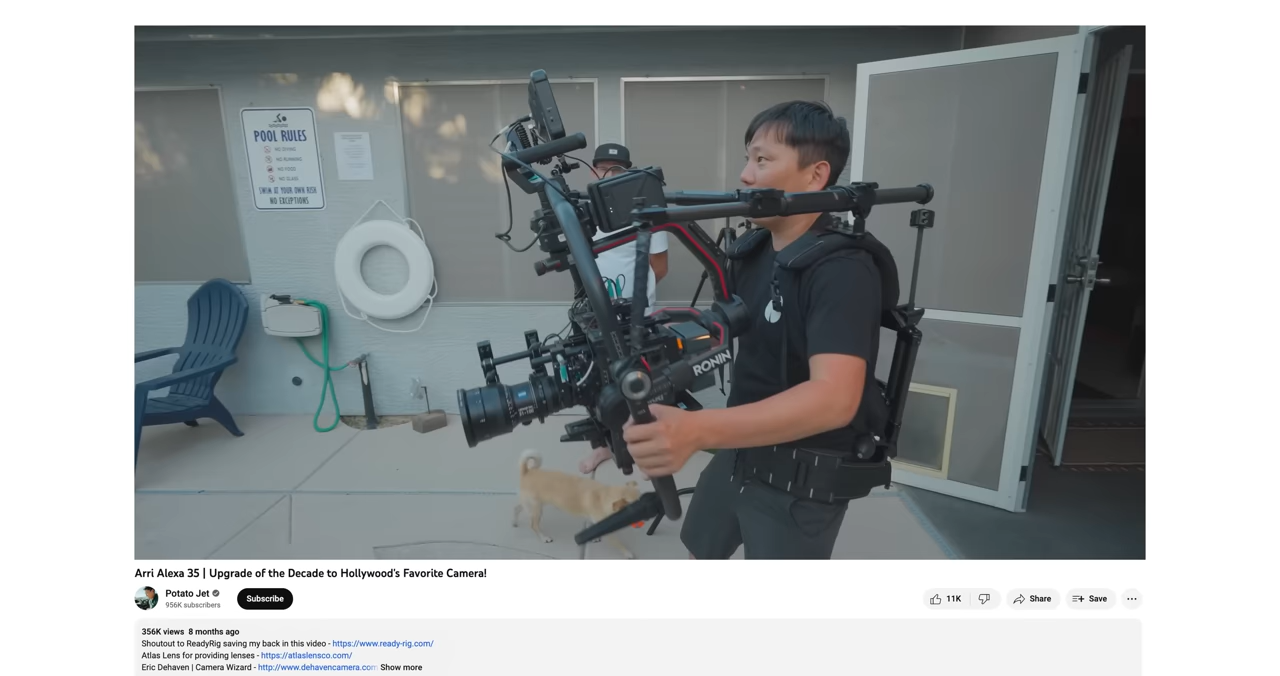 POOL RULES
NO DIVING
NO RUNNING
NO FOOD
NO GLASS
SWIM AT YOUR OWN RISK
NO EXCEPTIONS
RONIN
Arri Alexa 35 | Upgrade of the Decade to Hollywood's Favorite Camera!
Potato Jet
956K subscribers
Subscribe
11K
Share
Save
356K views 8 months ago
Shoutout to ReadyRig saving my back in this video - https://www.ready-rig.com/
Atlas Lens for providing lenses - https://atlaslensco.com/
Eric Dehaven | Camera Wizard - http://www.dehavencamera.com Show more